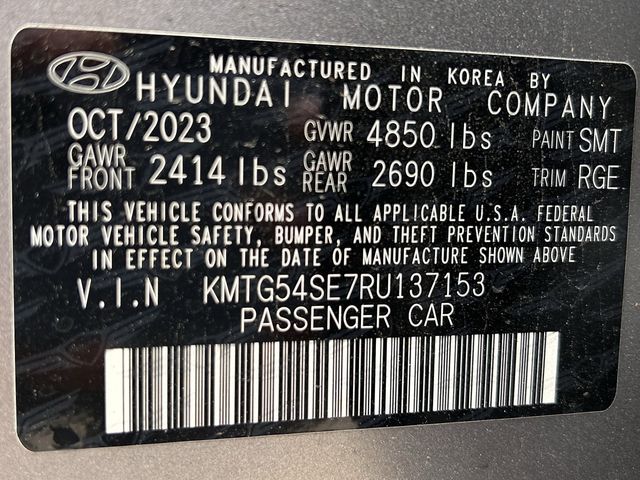 MANUFACTURED IN KOREA BY
HYUNDAI MOTOR COMPANY
OCT/2023 GVWR 4850 lbs PAINT SMT
GAWR FRONT 2414 lbs GAWR REAR 2690 lbs TRIM RGE
THIS VEHICLE CONFORMS TO ALL APPLICABLE U.S.A. FEDERAL
MOTOR VEHICLE SAFETY, BUMPER, AND THEFT PREVENTION STANDARDS
IN EFFECT ON THE DATE OF MANUFACTURE SHOWN ABOVE
V.I.N KMTG54SE7RU137153
PASSENGER CAR